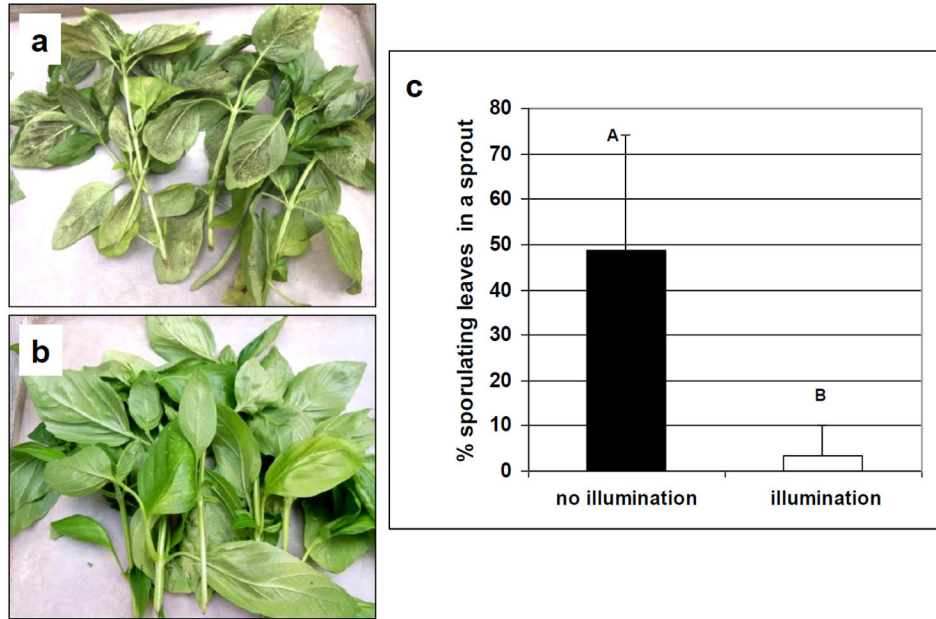 a
b
c
% sporulating leaves in a sprout
80
70
60
50
40
30
20
10
0
A
B
no illumination
illumination